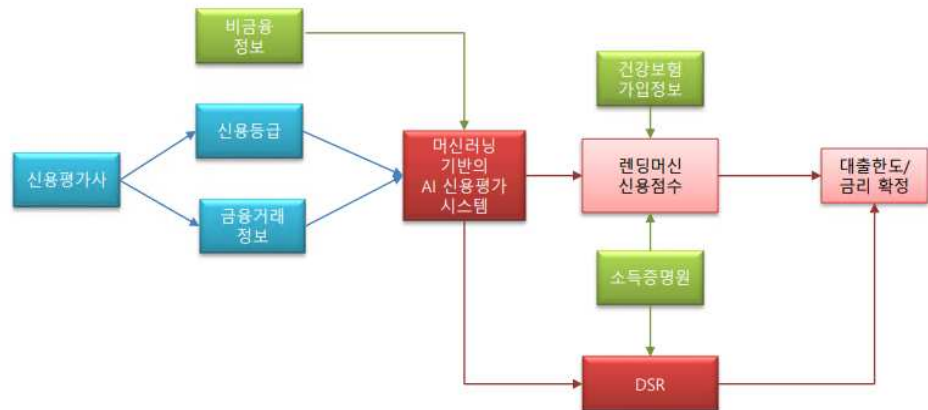 비금융
정보
건강보험
가입정보
신용등급
머신러닝
기반의
AI 신용평가
시스템
신용평가사
렌딩머신
신용점수
대출한도/
금리 확정
금융거래
정보
소득증명원
DSR